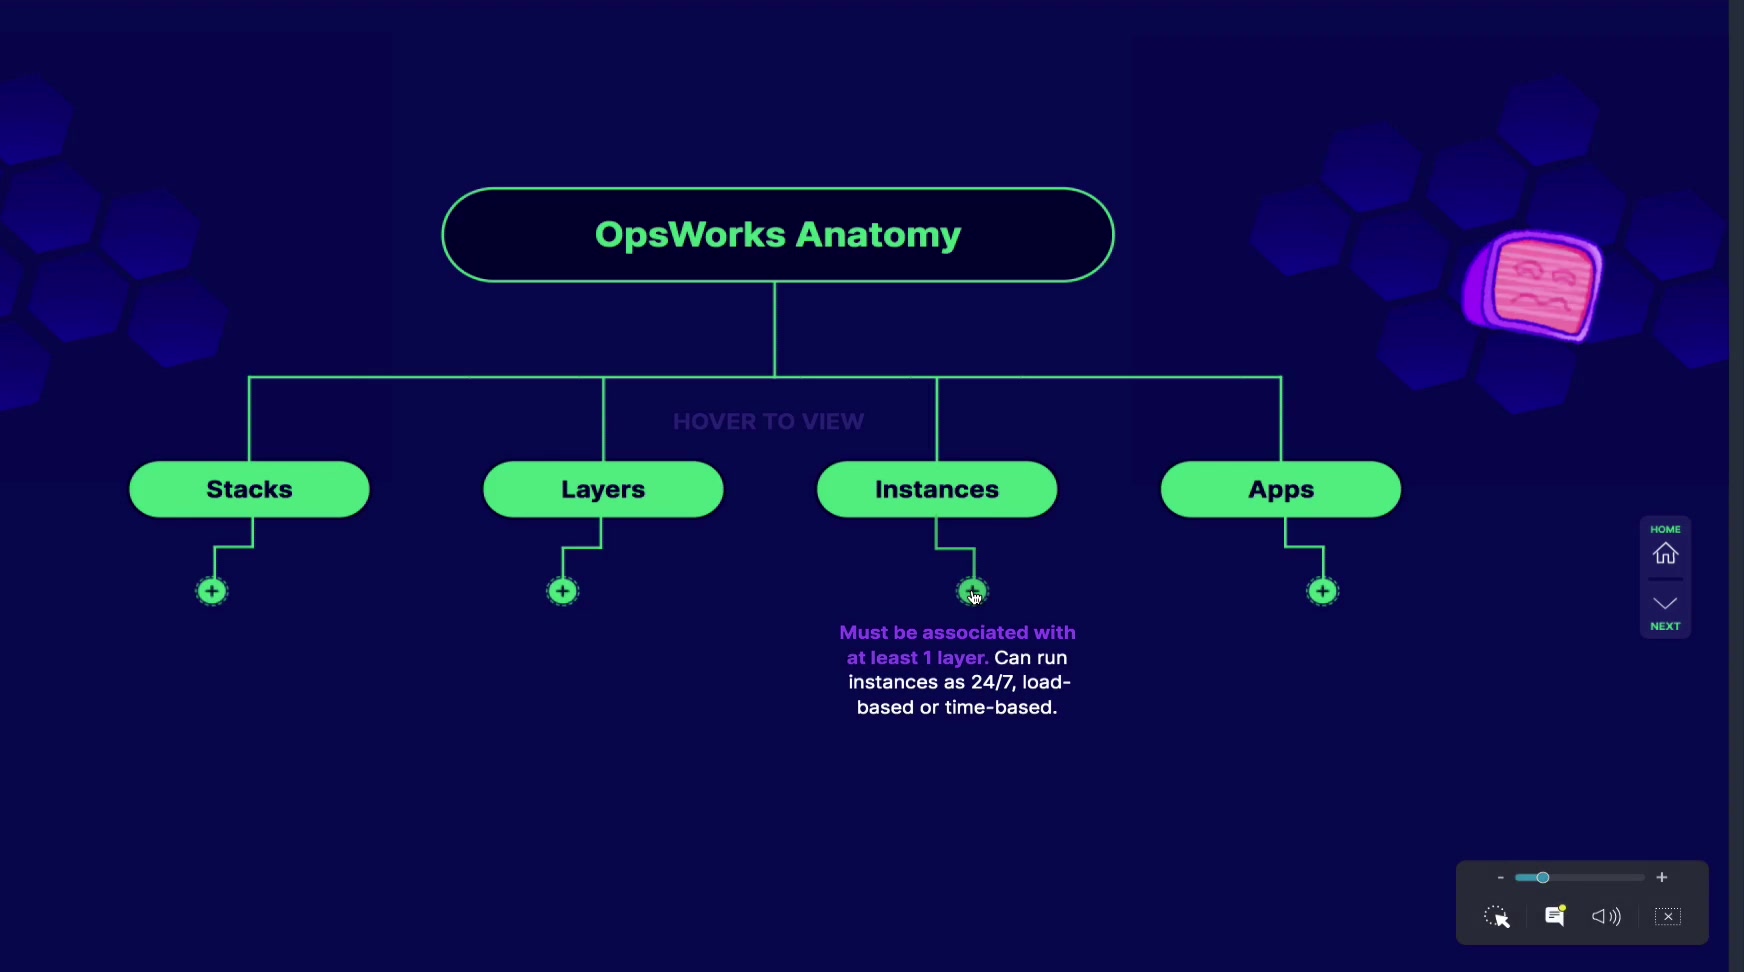 OpsWorks Anatomy
HOVER TO VIEW
Stacks
Layers
Instances
Apps
Must be associated with
at least 1 layer. Can run
instances as 24/7, load-
based or time-based.
HOME
NEXT